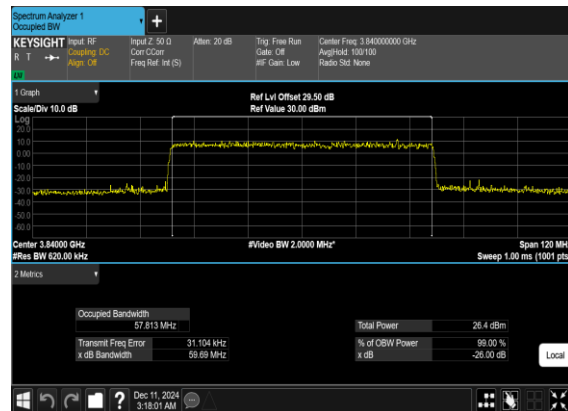 Spectrum Analyzer 1
Occupied BW
+
KEYSIGHT Input: RF Input Z: 50 Ω Atten: 20 dB Trig: Free Run Center Freq: 3.840000000 GHz
R T Coupling: DC Corr CCorr Gate: Off Avg|Hold: 100/100
Align: Off Freq Ref: Int (S) #IF Gain: Low Radio Std: None
LW
1 Graph
Ref Lvl Offset 29.50 dB
Scale/Div 10.0 dB Ref Value 30.00 dBm
Log
20.0
10.0
0.00
-10.0
-20.0
-30.0
-40.0
-50.0
-60.0
Center 3.84000 GHz #Video BW 2.0000 MHz* Span 120 MH
#Res BW 620.00 kHz Sweep 1.00 ms (1001 pts
2 Metrics
Occupied Bandwidth
57.813 MHz Total Power 26.4 dBm
Transmit Freq Error 31.104 kHz % of OBW Power 99.00 %
x dB Bandwidth 59.69 MHz x dB -26.00 dB
Local
? Dec 11, 2024
3:18:01 AM